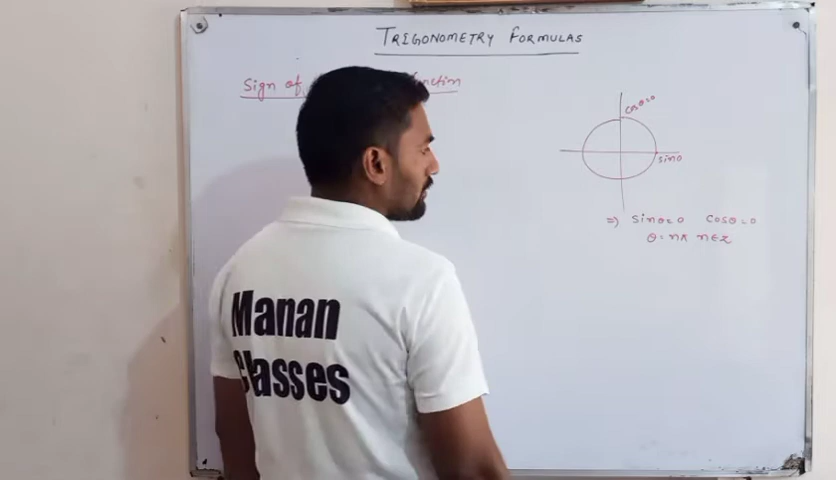 TRIGONOMETRY FORMULAS
Sign of function
cosθ=0
sinθ
⇒ sinθ=0 cosθ=0
θ=nπ n∈Z
Manan
Classes